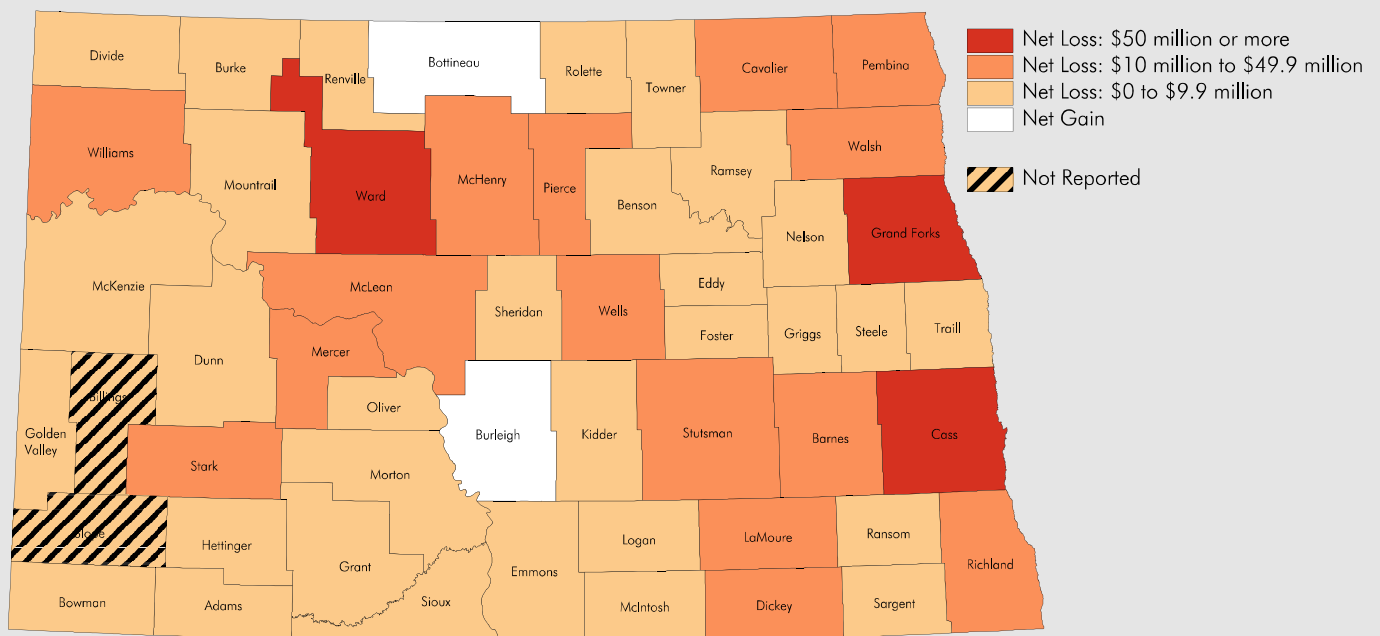 Net Loss: $50 million or more
Net Loss: $10 million to $49.9 million
Net Loss: $0 to $9.9 million
Net Gain
Not Reported
Divide
Burke
Renville
Bottineau
Rolette
Towner
Cavalier
Pembina
Williams
Mountrail
Ward
McHenry
Pierce
Benson
Ramsey
Walsh
Nelson
Grand Forks
McKenzie
McLean
Sheridan
Wells
Eddy
Foster
Griggs
Steele
Traill
Dunn
Mercer
Oliver
Billings
Golden
Valley
Stark
Morton
Burleigh
Kidder
Stutsman
Barnes
Cass
Slope
Hettinger
Grant
Emmons
Logan
LaMoure
Ransom
Richland
Bowman
Adams
Sioux
McIntosh
Dickey
Sargent